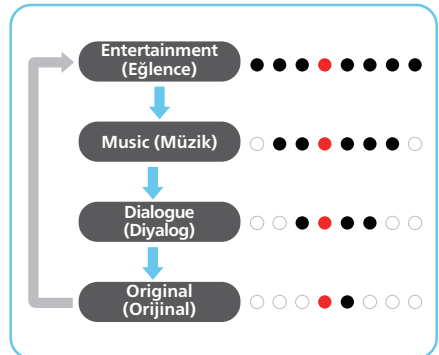 Entertainment
(Eğlence)
Music (Müzik)
Dialogue
(Diyalog)
Original
(Orijinal)